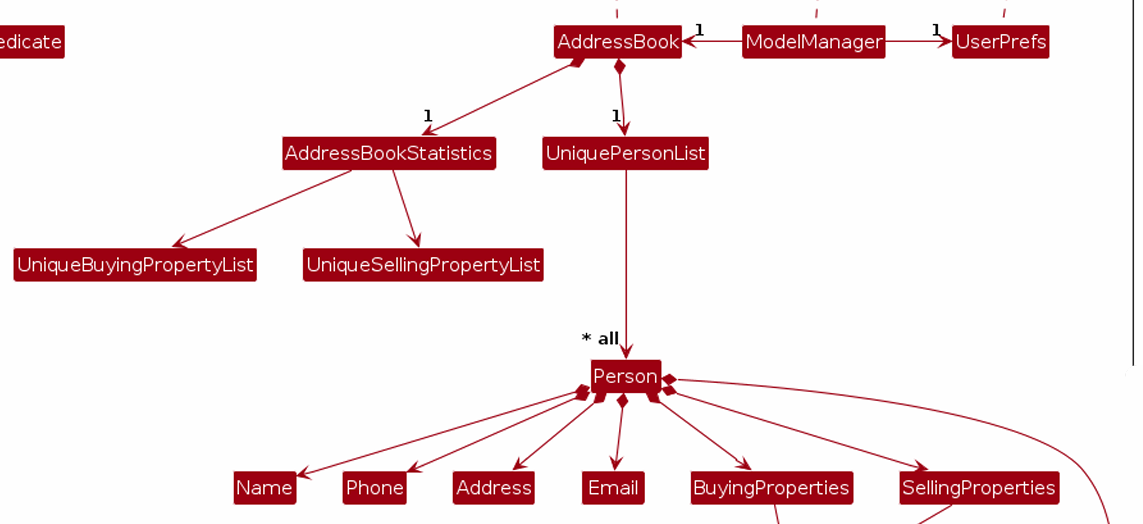 edicate
AddressBook
1
ModelManager
1
UserPrefs
1
1
AddressBookStatistics
UniquePersonList
UniqueBuyingPropertyList
UniqueSellingPropertyList
* all
Person
Name
Phone
Address
Email
BuyingProperties
SellingProperties